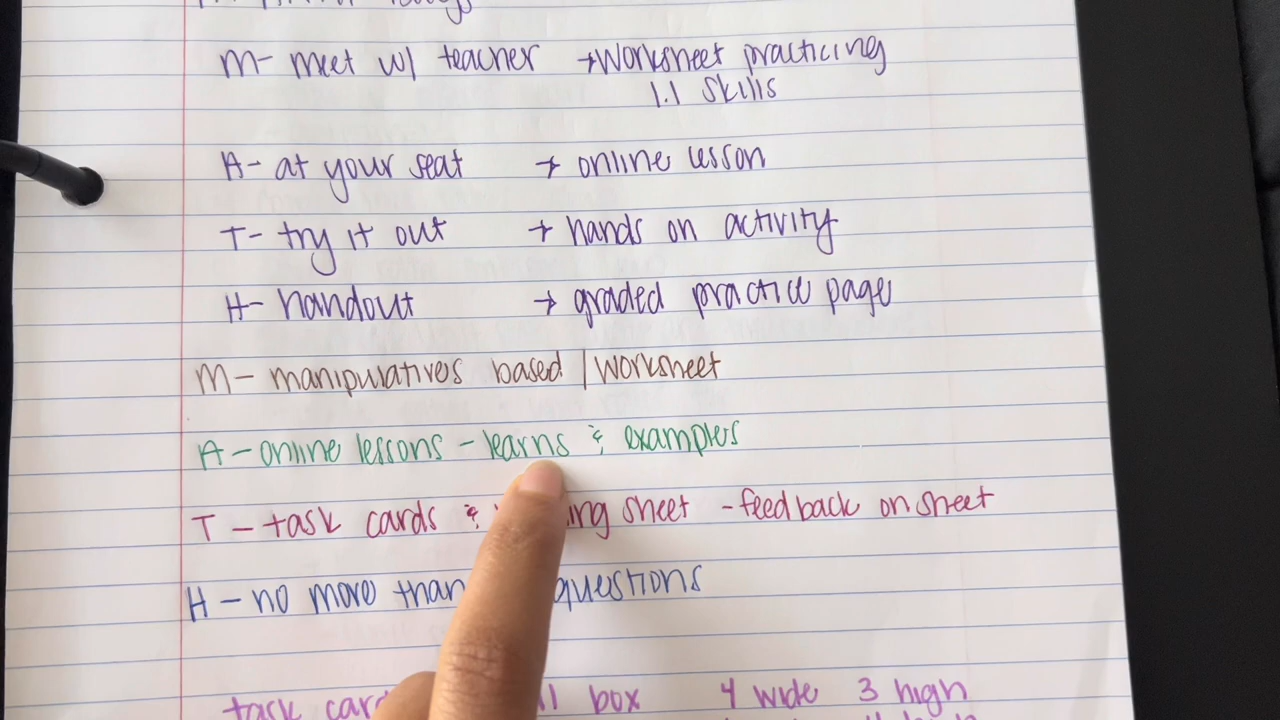 M- meet w/ teacher → Worksheet practicing
1.1 skills
A- at your seat → online lesson
T- try it out → hands on activity
H- handout → graded practice page
M- manipulatives based / worksheet
A- online lessons - learns & examples
T - task cards & sheet - feedback on sheet
H - no more than questions
task box 4 wide 3 high